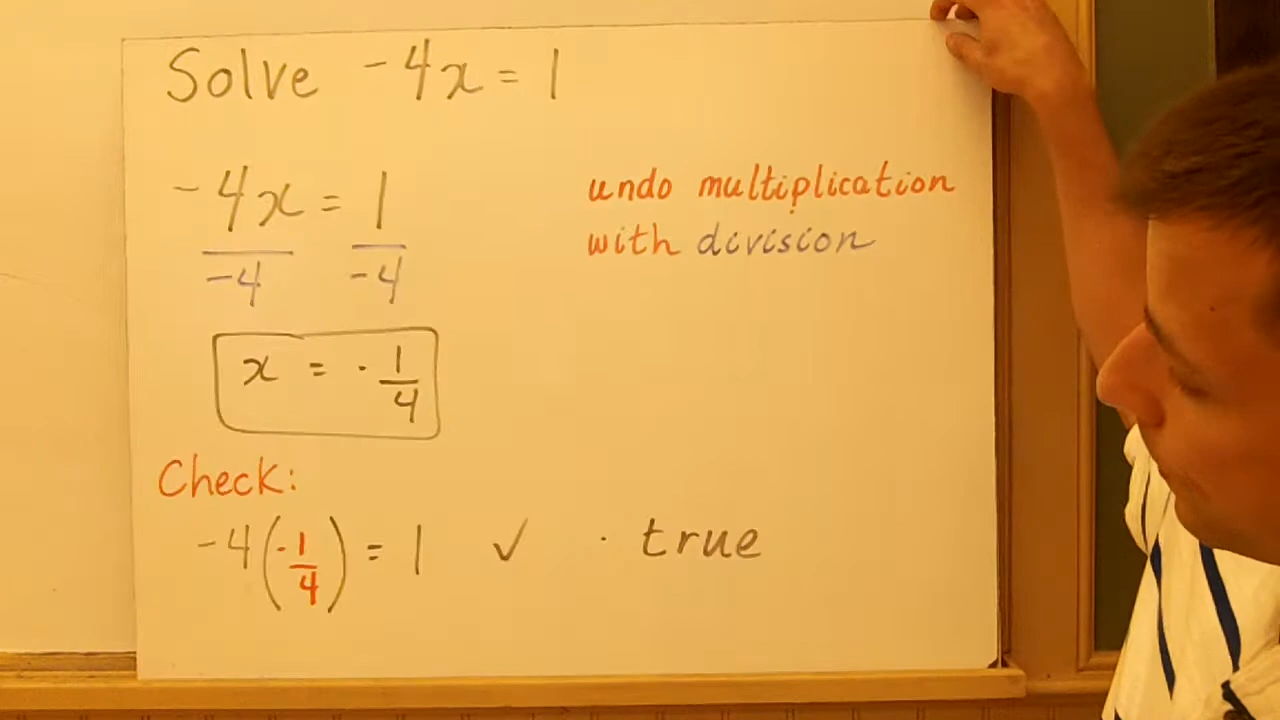 Solve -4x = 1
-4x = 1
-4 -4
undo multiplication
with division
x = - 1/4
Check:
-4(-1/4) = 1 ✓ · true